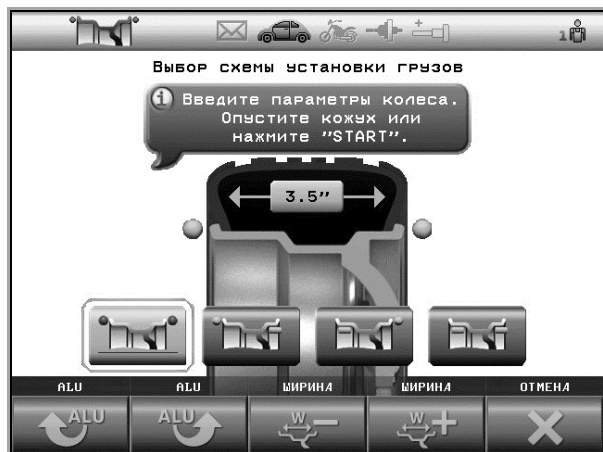 1
Выбор схемы установки грузов
Введите параметры колеса.
Опустите кожух или
нажмите "START".
3.5"
ALU ALU ШИРИНА ШИРИНА ОТМЕНА
ALU ALU W W